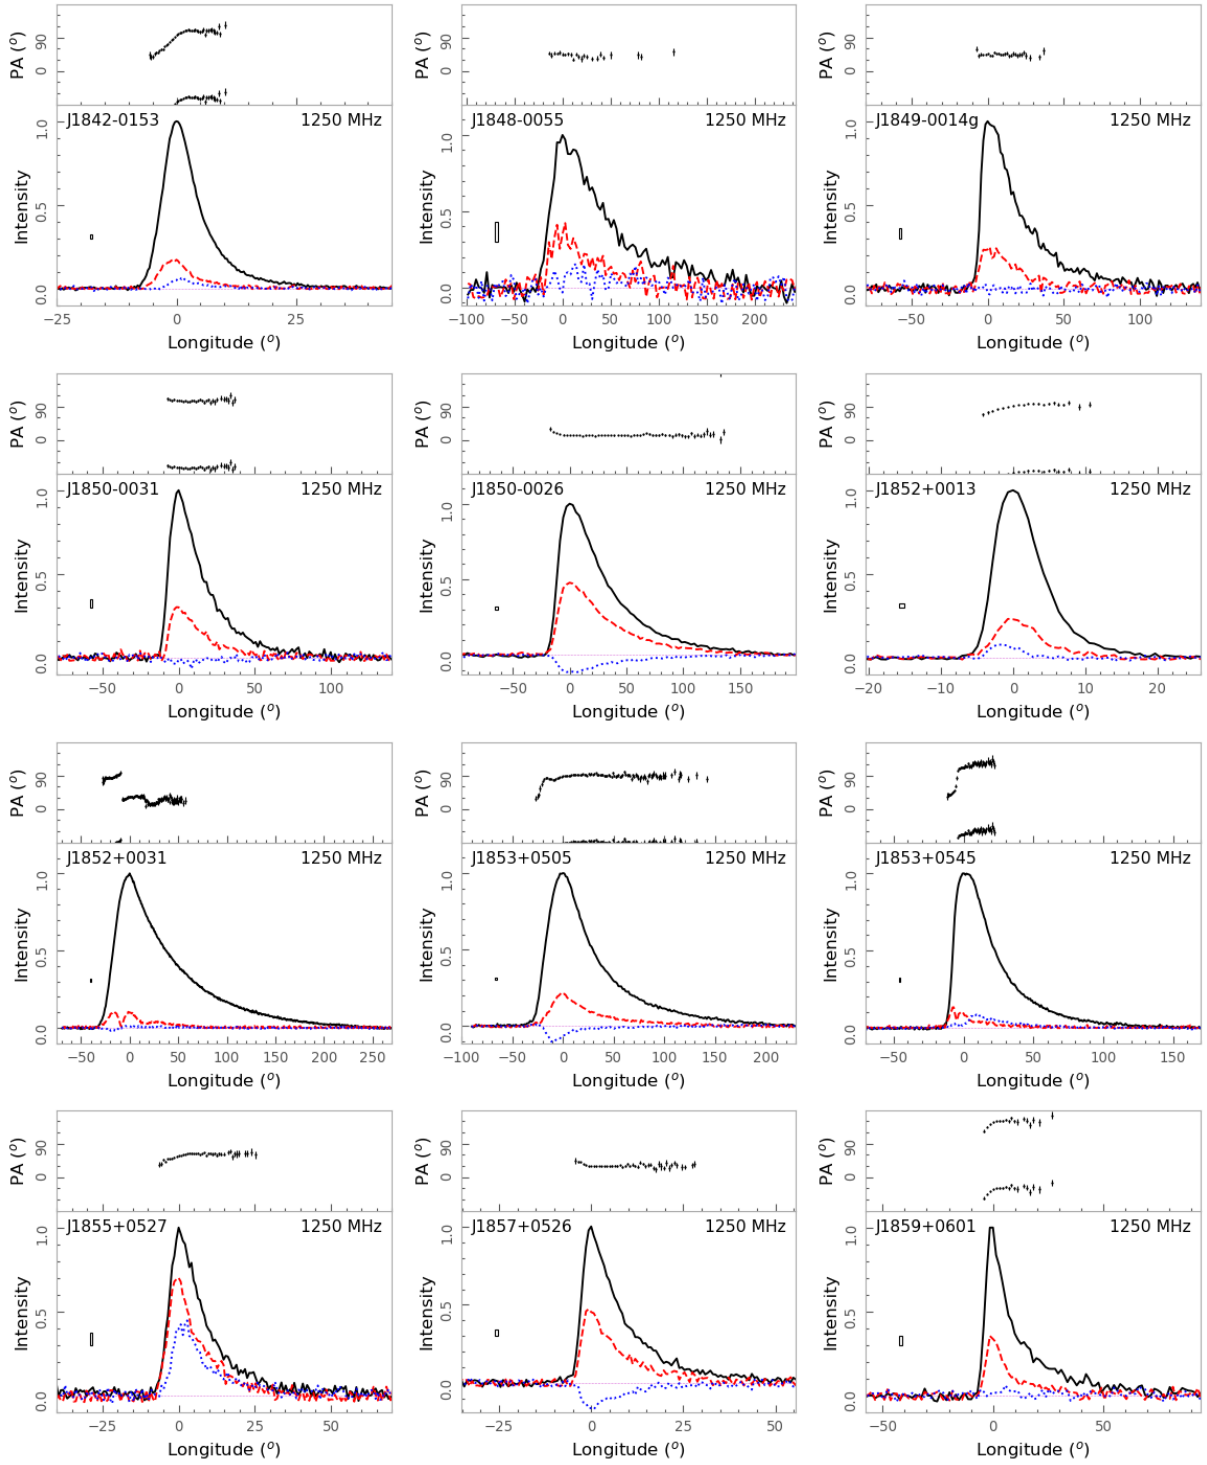 PA (°) 90 0
PA (°) 90 0
PA (°) 90 0
J1842-0153 1250 MHz
J1848-0055 1250 MHz
J1849-0014g 1250 MHz
Intensity 1.0 0.5 0.0
Intensity 1.0 0.5 0.0
Intensity 1.0 0.5 0.0
−25 0 25
−100 −50 0 50 100 150 200
−50 0 50 100
Longitude (°)
Longitude (°)
Longitude (°)
PA (°) 90 0
PA (°) 90 0
PA (°) 90 0
J1850-0031 1250 MHz
J1850-0026 1250 MHz
J1852+0013 1250 MHz
Intensity 1.0 0.5 0.0
Intensity 1.0 0.5 0.0
Intensity 1.0 0.5 0.0
−50 0 50 100
−50 0 50 100 150
−20 −10 0 10 20
Longitude (°)
Longitude (°)
Longitude (°)
PA (°) 90 0
PA (°) 90 0
PA (°) 90 0
J1852+0031 1250 MHz
J1853+0505 1250 MHz
J1853+0545 1250 MHz
Intensity 1.0 0.5 0.0
Intensity 1.0 0.5 0.0
Intensity 1.0 0.5 0.0
−50 0 50 100 150 200 250
−100 −50 0 50 100 150 200
−50 0 50 100 150
Longitude (°)
Longitude (°)
Longitude (°)
PA (°) 90 0
PA (°) 90 0
PA (°) 90 0
J1855+0527 1250 MHz
J1857+0526 1250 MHz
J1859+0601 1250 MHz
Intensity 1.0 0.5 0.0
Intensity 1.0 0.5 0.0
Intensity 1.0 0.5 0.0
−25 0 25 50
−25 0 25 50
−50 0 50
Longitude (°)
Longitude (°)
Longitude (°)